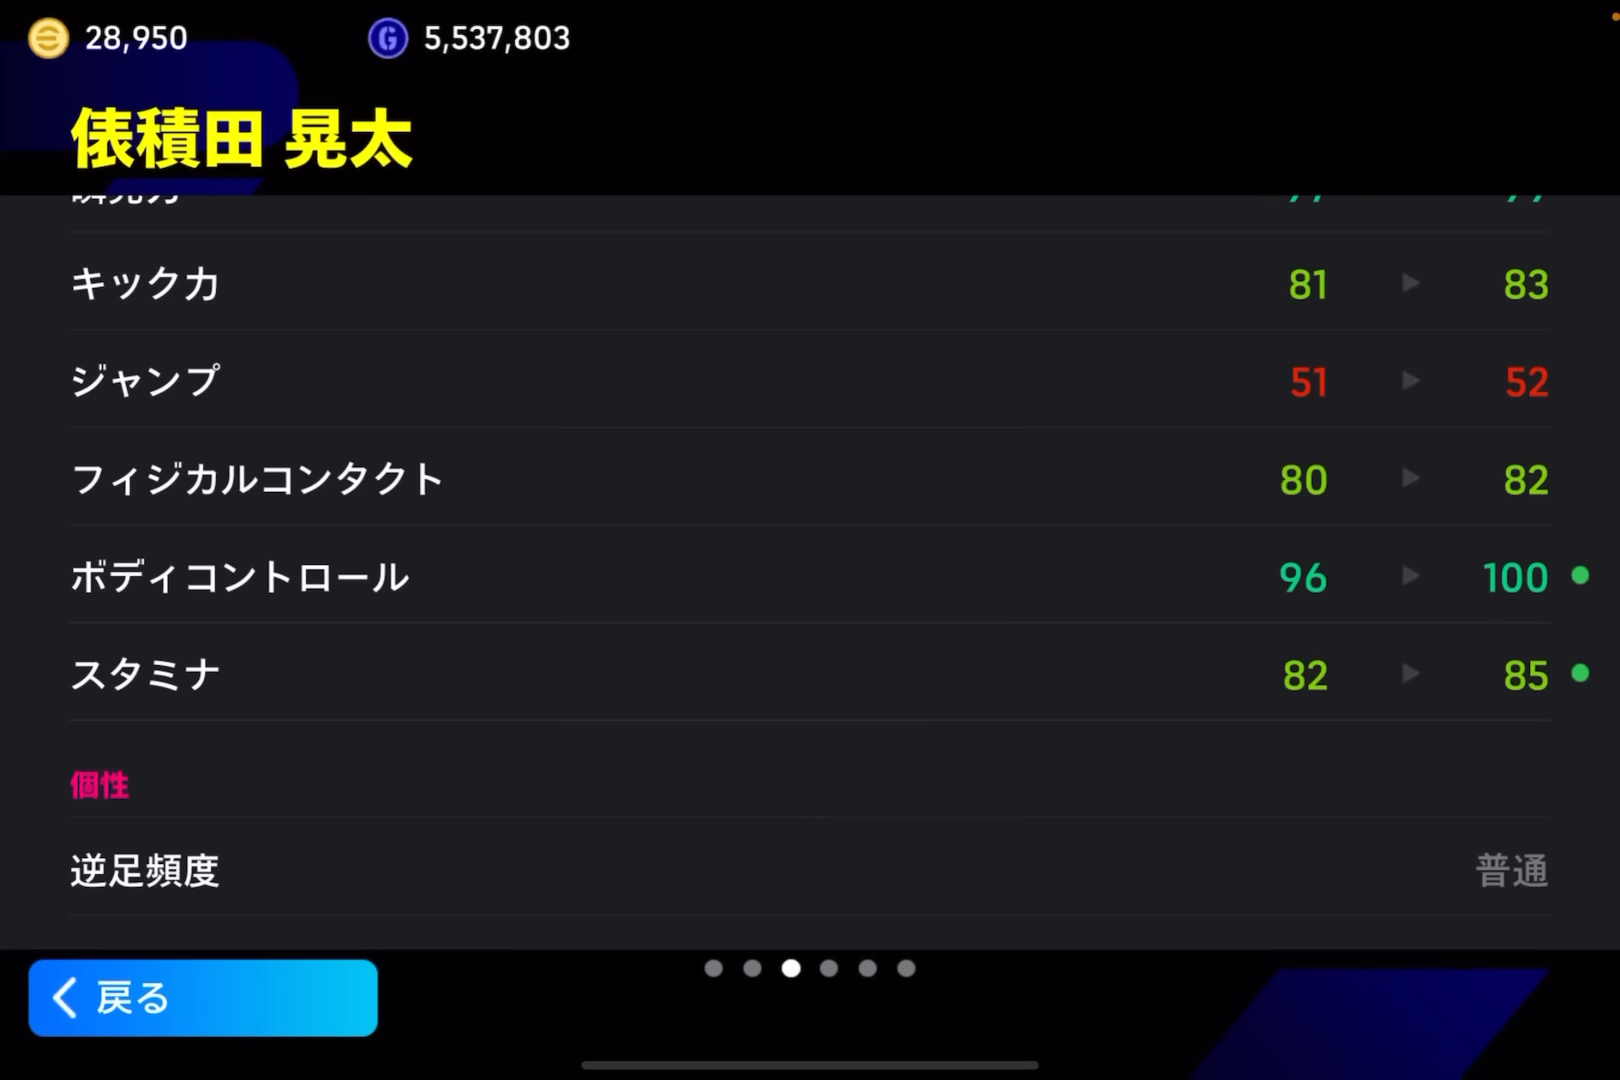 28,950 5,537,803
俵積田 晃太
キック力 81 83
ジャンプ 51 52
フィジカルコンタクト 80 82
ボディコントロール 96 100
スタミナ 82 85
個性
逆足頻度 普通
戻る